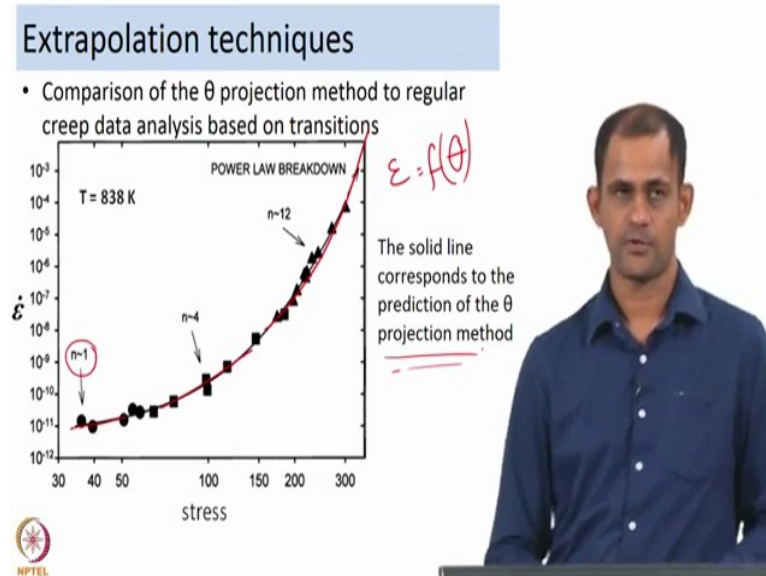 Extrapolation techniques
• Comparison of the θ projection method to regular
creep data analysis based on transitions
10⁻³
10⁻⁴
10⁻⁵
10⁻⁶
10⁻⁷
10⁻⁸
10⁻⁹
10⁻¹⁰
10⁻¹¹
10⁻¹²
ε̇
T = 838 K
POWER LAW BREAKDOWN
n~12
n~4
n~1
30 40 50 100 150 200 300
stress
ε = f(θ)
The solid line
corresponds to the
prediction of the θ
projection method
NPTEL